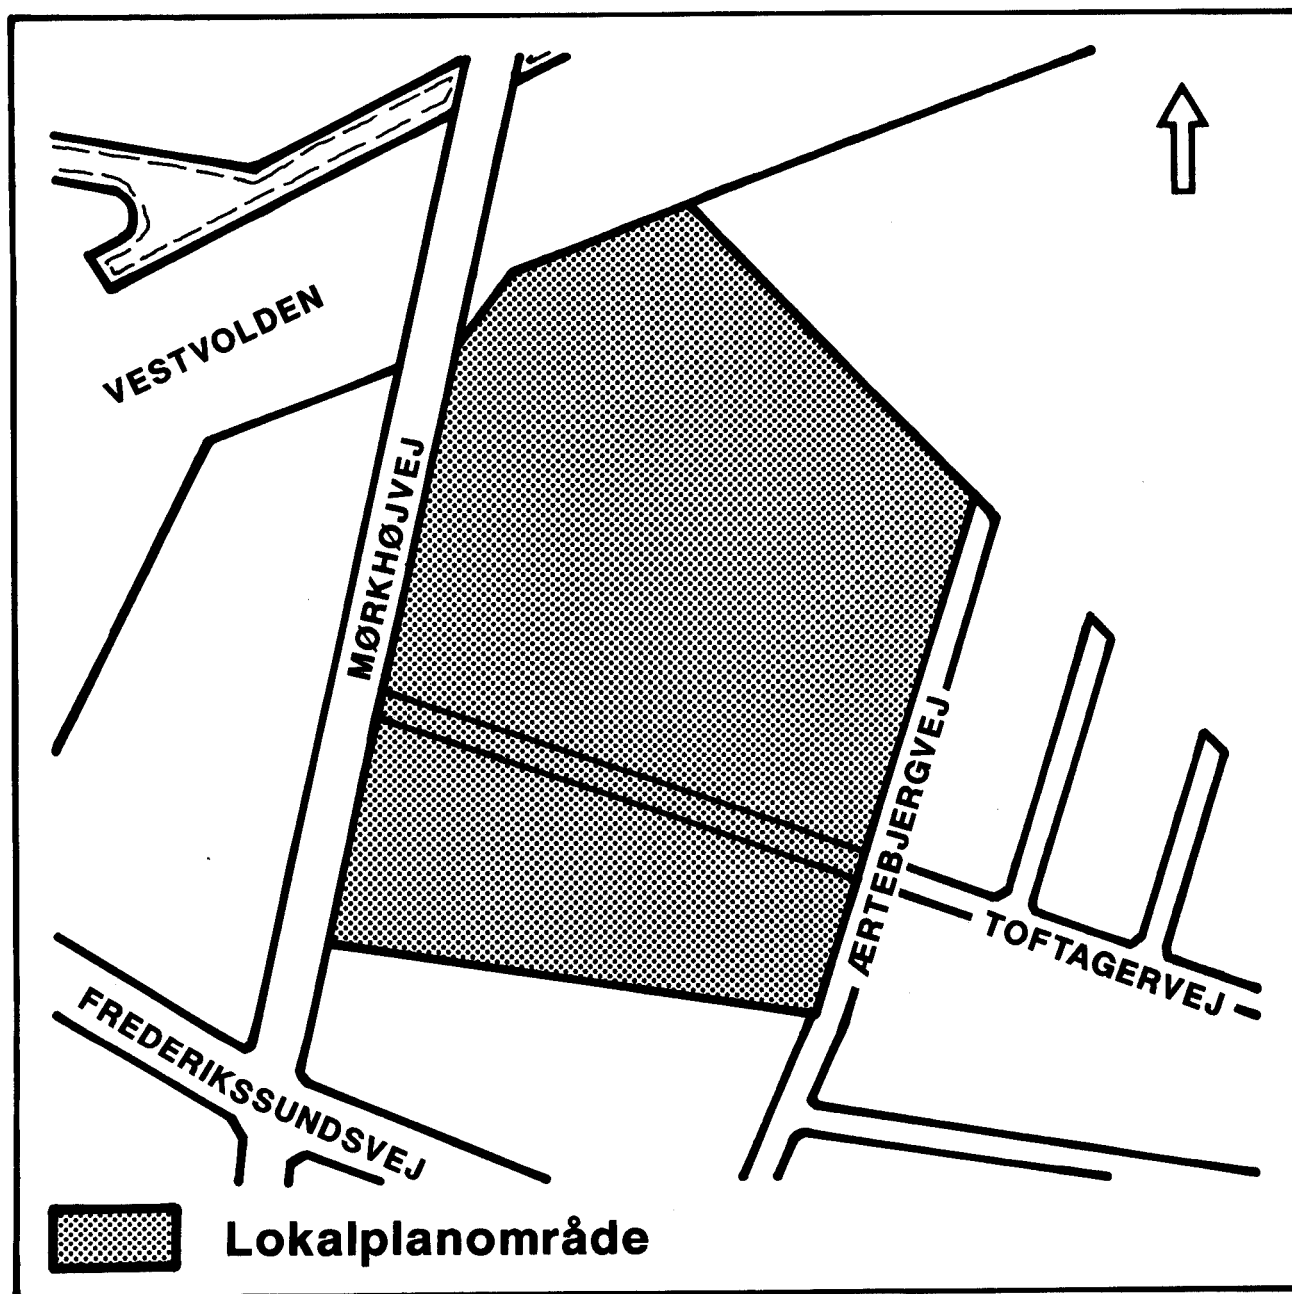 VESTVOLDEN
MØRKHØJVEJ
ÆRTEBJERGVEJ
TOFTAGERVEJ
FREDERIKSSUNDSVEJ
Lokalplanområde